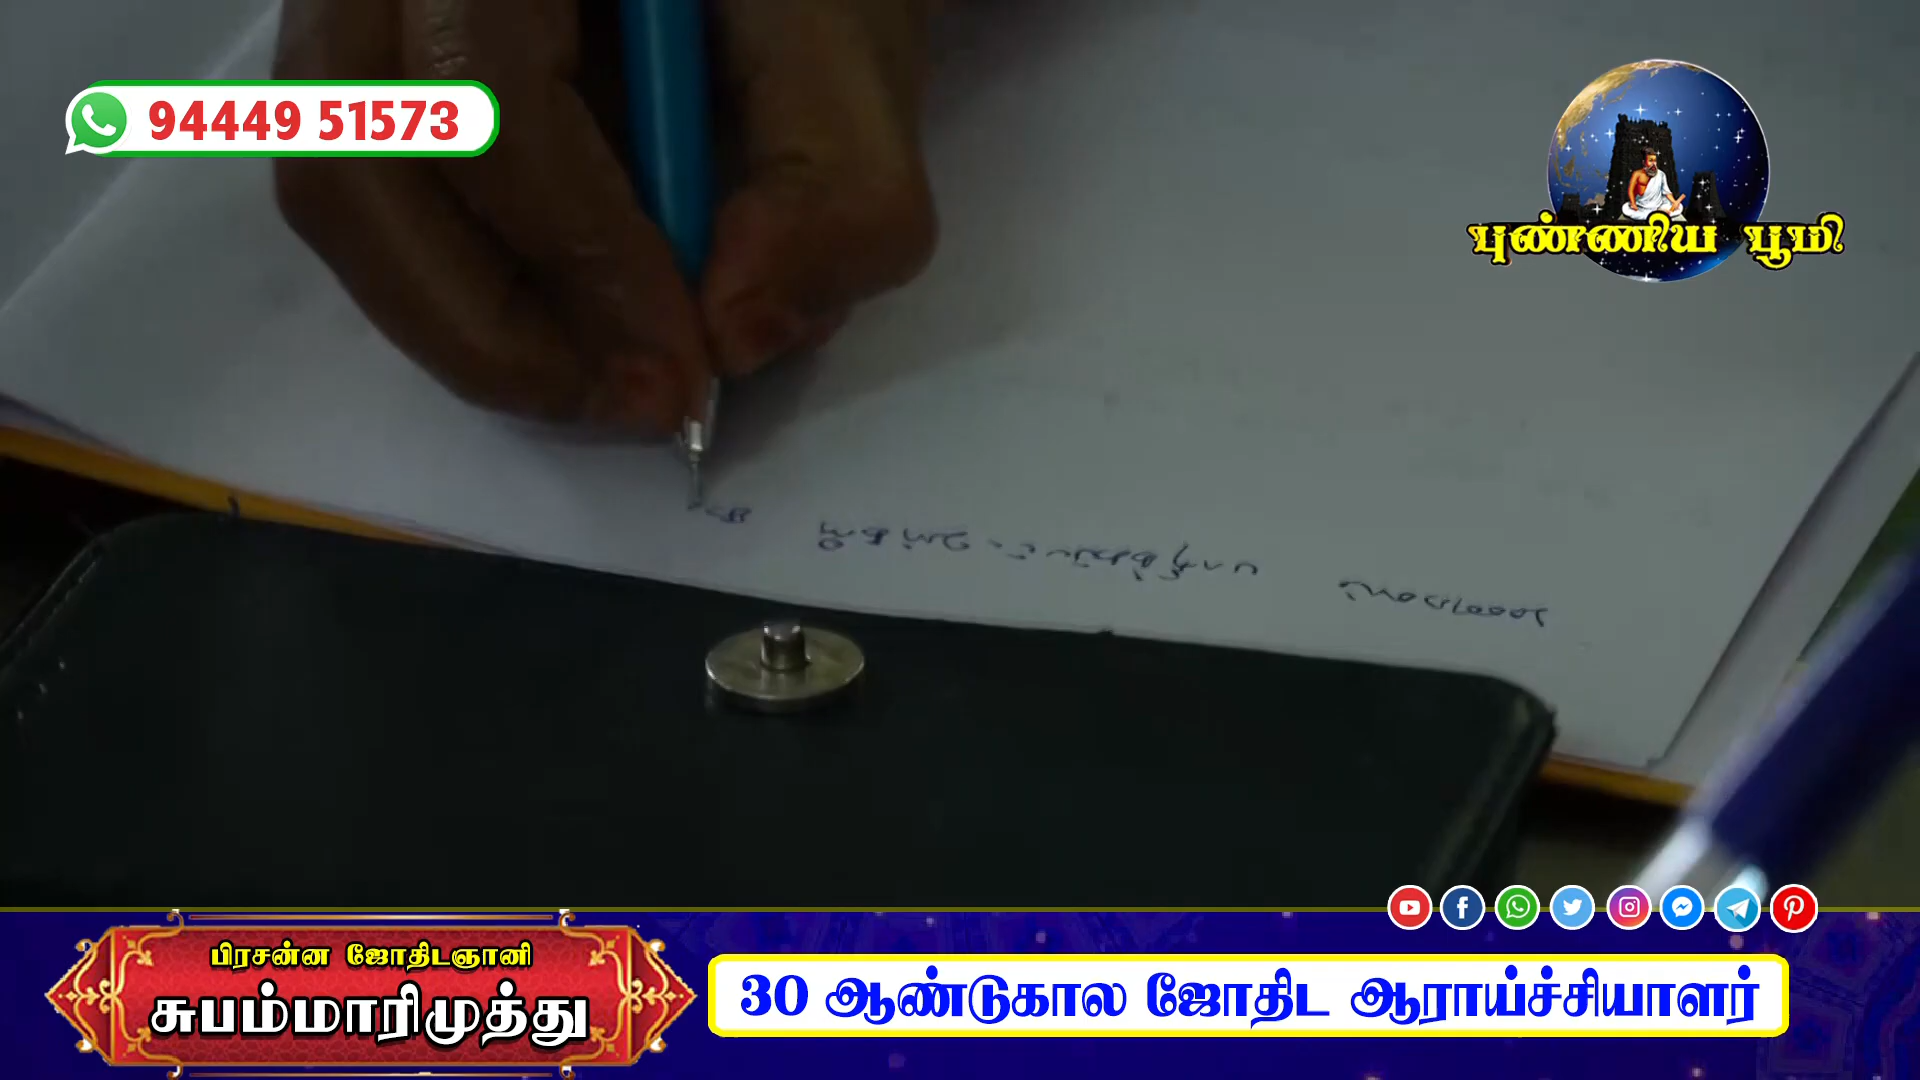 94449 51573
புண்ணிய பூமி
பிரசன்ன ஜோதிடஞானி
சுபம்மாரிமுத்து
30 ஆண்டுகால ஜோதிட ஆராய்ச்சியாளர்